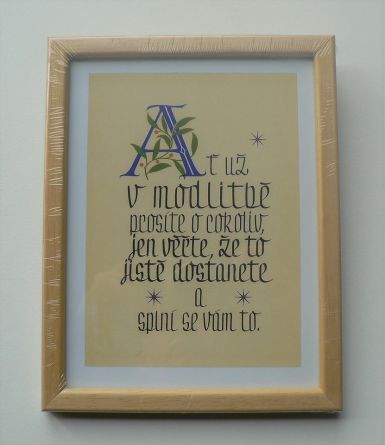 Ať už
v modlitbě
prosíte o cokoliv,
jen věřte, že to
jistě dostanete
a
splní se vám to.